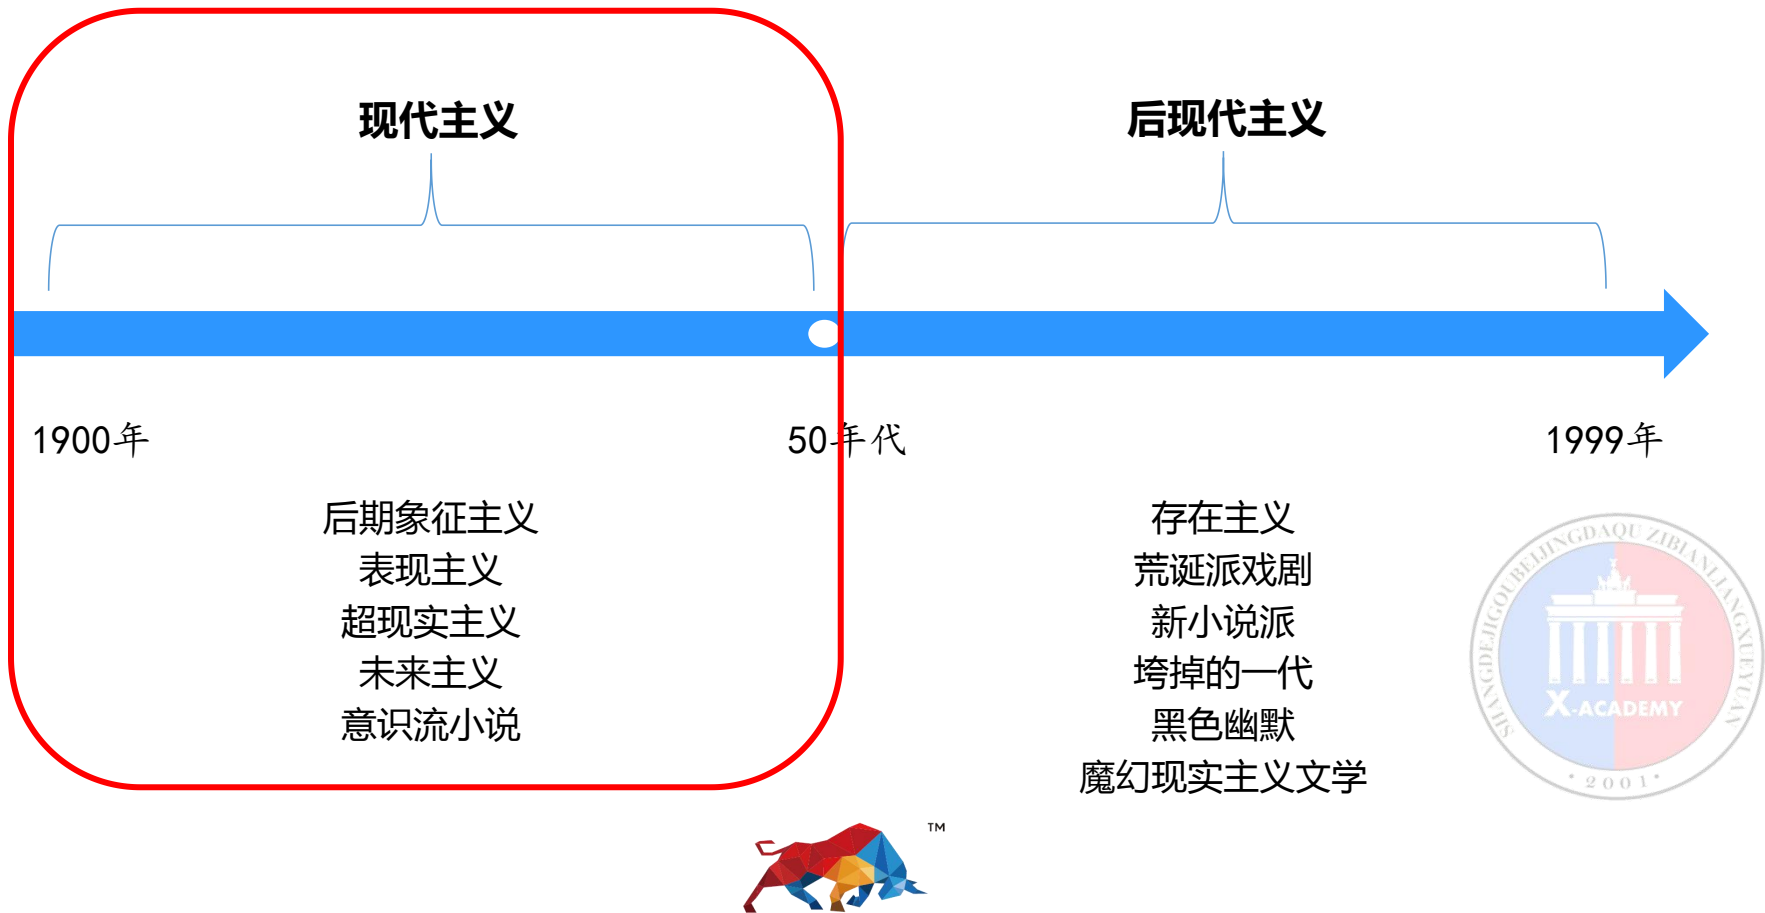 现代主义
后现代主义
1900年
50年代
1999年
后期象征主义
表现主义
超现实主义
未来主义
意识流小说
存在主义
荒诞派戏剧
新小说派
垮掉的一代
黑色幽默
魔幻现实主义文学
SHANGDEJIGOUBEIJINGDAQU ZIBIANLIANGXUEYUAN
X-ACADEMY
·2001·
TM